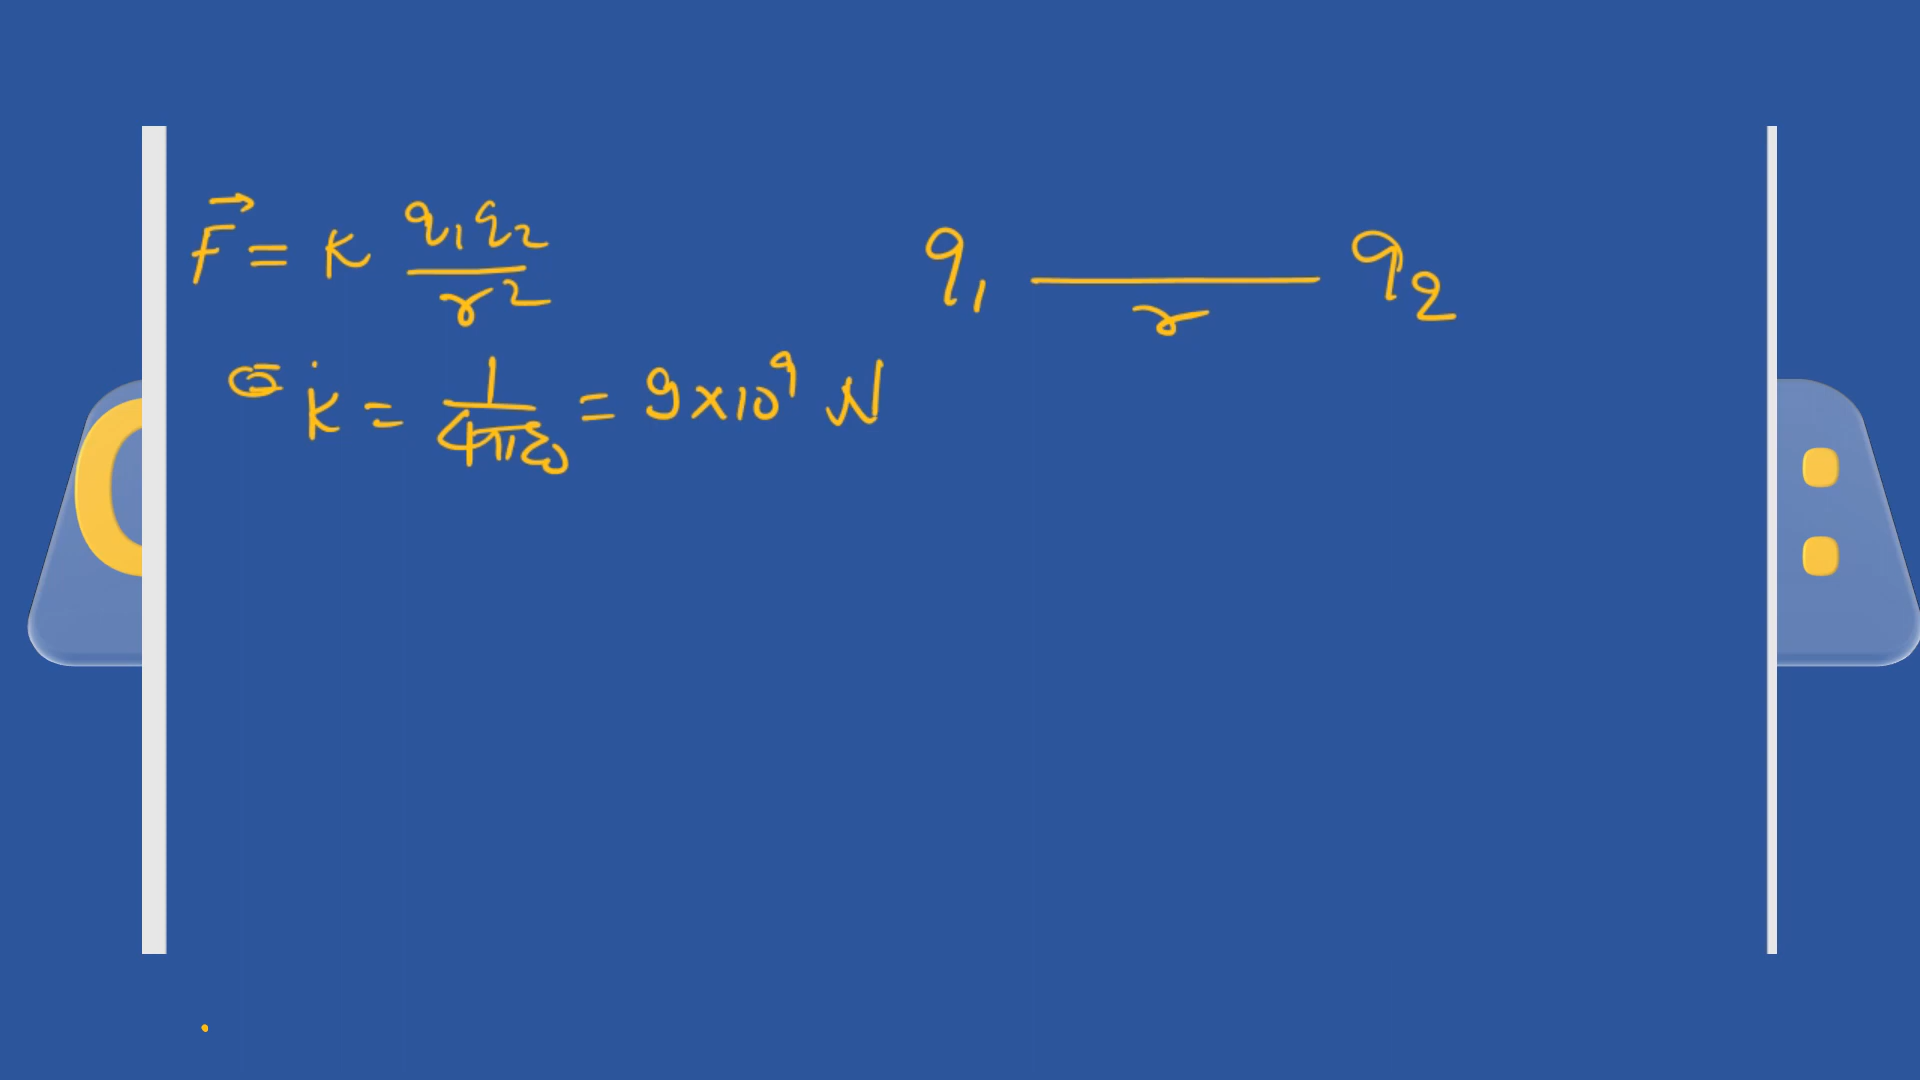 F⃗ = K q₁q₂ / r²
q₁ ——— q₂
r
k = 1 / 4πε₀ = 9×10⁹ N